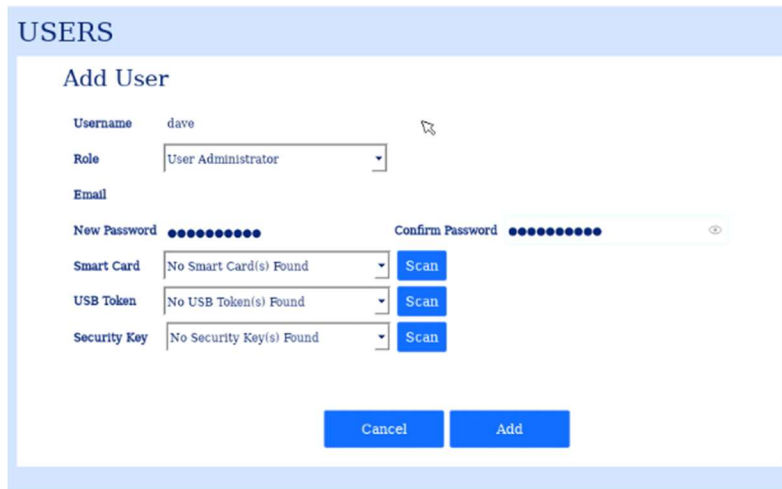 USERS
Add User
Username dave
Role User Administrator
Email
New Password ●●●●●●●●●● Confirm Password ●●●●●●●●●●
Smart Card No Smart Card(s) Found Scan
USB Token No USB Token(s) Found Scan
Security Key No Security Key(s) Found Scan
Cancel Add